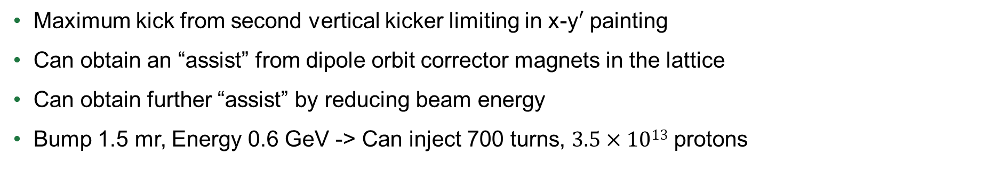 • Maximum kick from second vertical kicker limiting in x-y′ painting
• Can obtain an “assist” from dipole orbit corrector magnets in the lattice
• Can obtain further “assist” by reducing beam energy
• Bump 1.5 mr, Energy 0.6 GeV -> Can inject 700 turns, 3.5 × 10¹³ protons